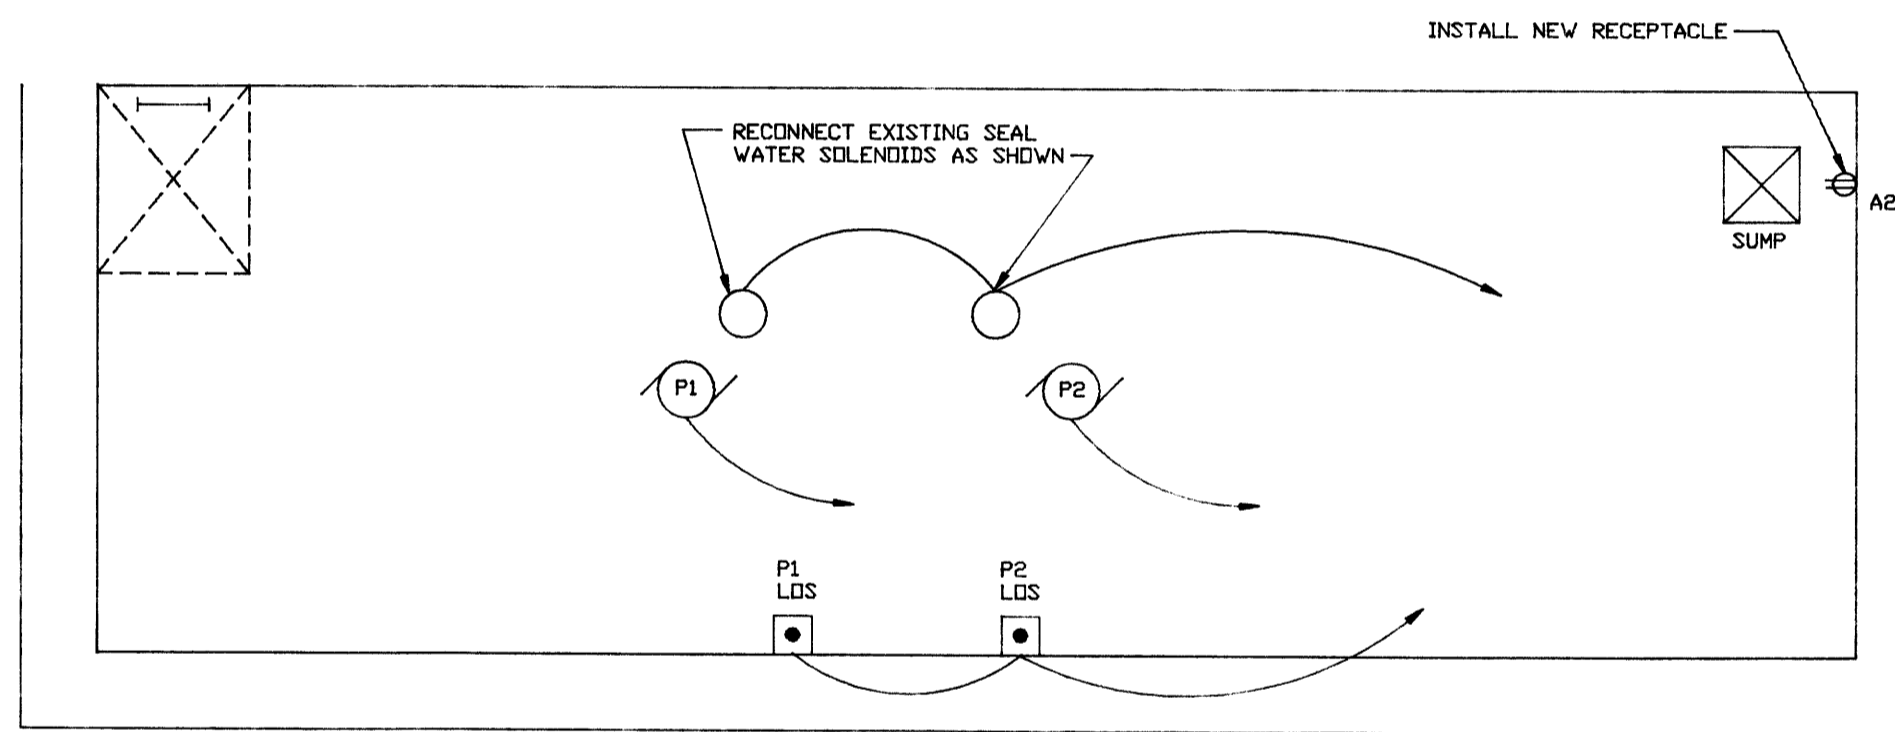 INSTALL NEW RECEPTACLE
RECONNECT EXISTING SEAL
WATER SOLENOIDS AS SHOWN
A2
SUMP
P1
P2
P1
LOS
P2
LOS